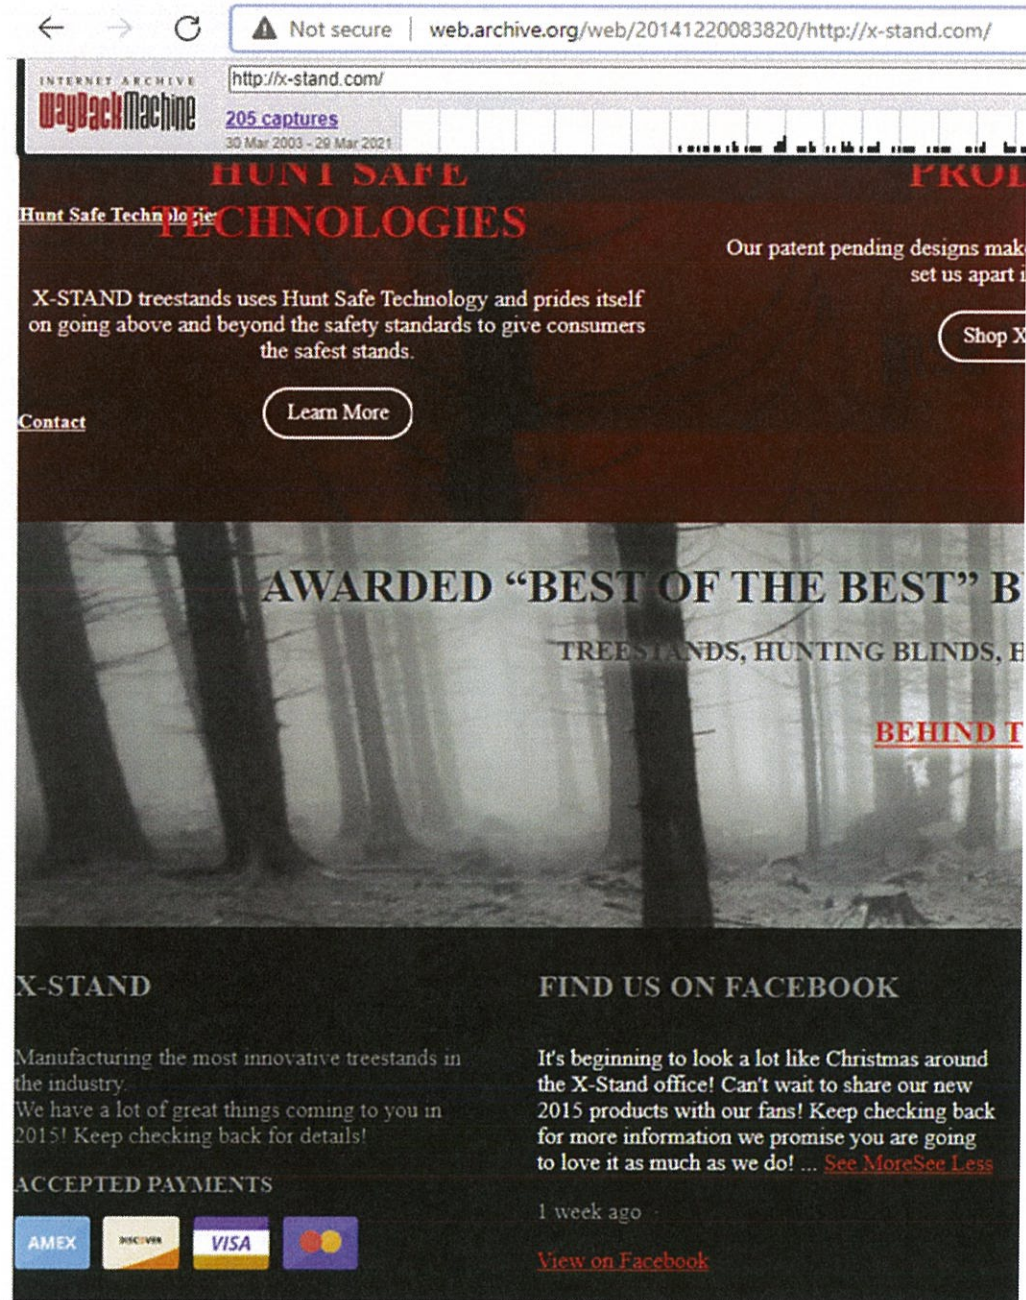 Not secure | web.archive.org/web/20141220083820/http://x-stand.com/
INTERNET ARCHIVE
WayBackMachine
http://x-stand.com/
205 captures
30 Mar 2003 - 29 Mar 2021
HUNT SAFE
TECHNOLOGIES
Hunt Safe Technologies
X-STAND treestands uses Hunt Safe Technology and prides itself
on going above and beyond the safety standards to give consumers
the safest stands.
Learn More
Contact
PROD
Our patent pending designs mak
set us apart i
Shop X
AWARDED “BEST OF THE BEST” B
TREESTANDS, HUNTING BLINDS, H
BEHIND T
X-STAND
Manufacturing the most innovative treestands in
the industry.
We have a lot of great things coming to you in
2015! Keep checking back for details!
ACCEPTED PAYMENTS
AMEX
DISCOVER
VISA
FIND US ON FACEBOOK
It's beginning to look a lot like Christmas around
the X-Stand office! Can't wait to share our new
2015 products with our fans! Keep checking back
for more information we promise you are going
to love it as much as we do! ... See MoreSee Less
1 week ago ·
View on Facebook